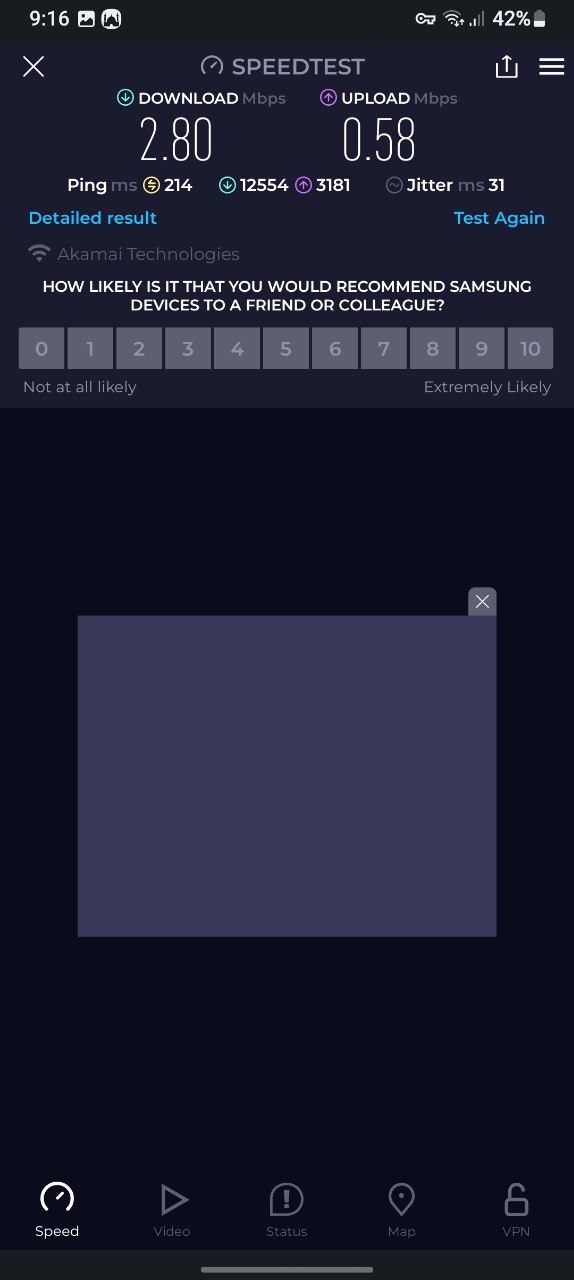 9:16 42%
SPEEDTEST
DOWNLOAD Mbps UPLOAD Mbps
2.80 0.58
Ping ms 214 12554 3181 Jitter ms 31
Detailed result Test Again
Akamai Technologies
HOW LIKELY IS IT THAT YOU WOULD RECOMMEND SAMSUNG
DEVICES TO A FRIEND OR COLLEAGUE?
0 1 2 3 4 5 6 7 8 9 10
Not at all likely Extremely Likely
Speed Video Status Map VPN